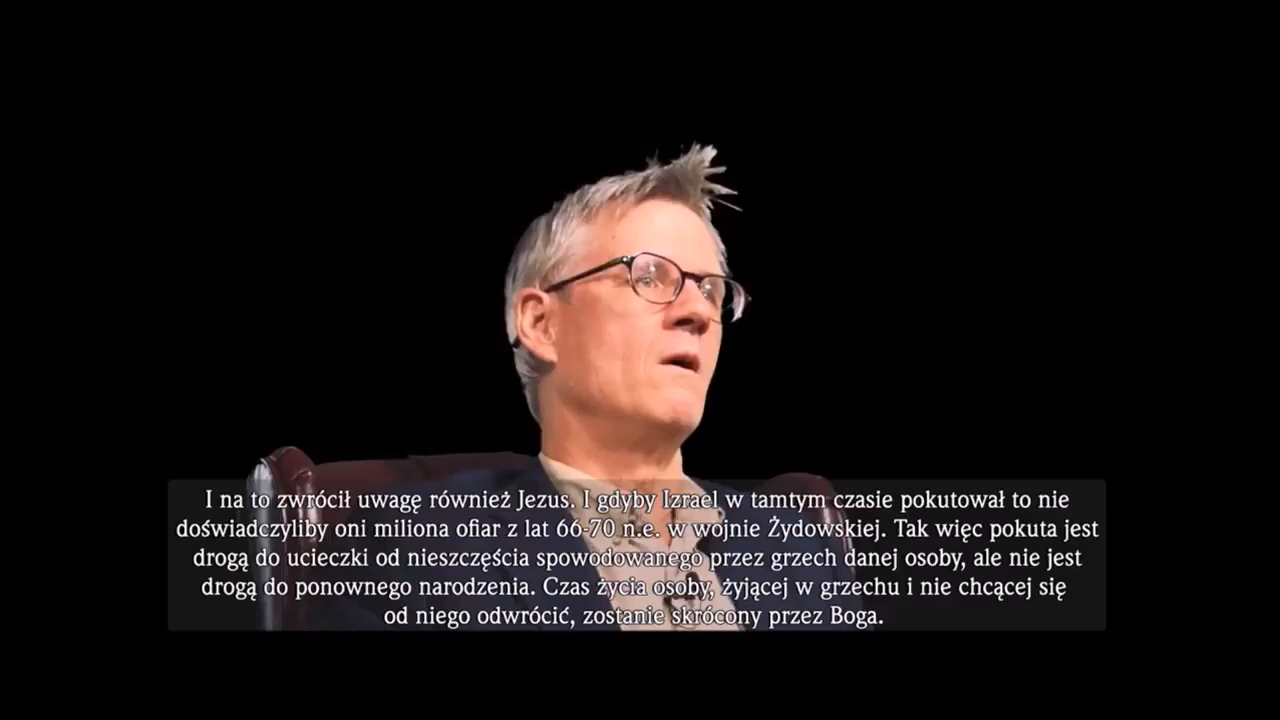 I na to zwrócił uwagę również Jezus. I gdyby Izrael w tamtym czasie pokutował to nie
doświadczyliby oni miliona ofiar z lat 66-70 n.e. w wojnie Żydowskiej. Tak więc pokuta jest
drogą do ucieczki od nieszczęścia spowodowanego przez grzech danej osoby, ale nie jest
drogą do ponownego narodzenia. Czas życia osoby, żyjącej w grzechu i nie chcącej się
od niego odwrócić, zostanie skrócony przez Boga.